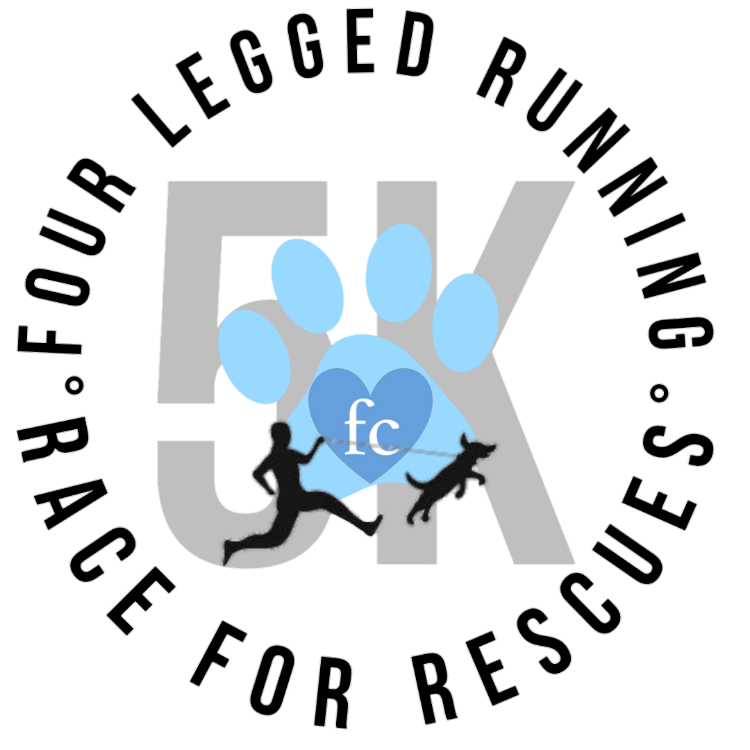 FOUR LEGGED RUNNING
5K
fc
RACE FOR RESCUES